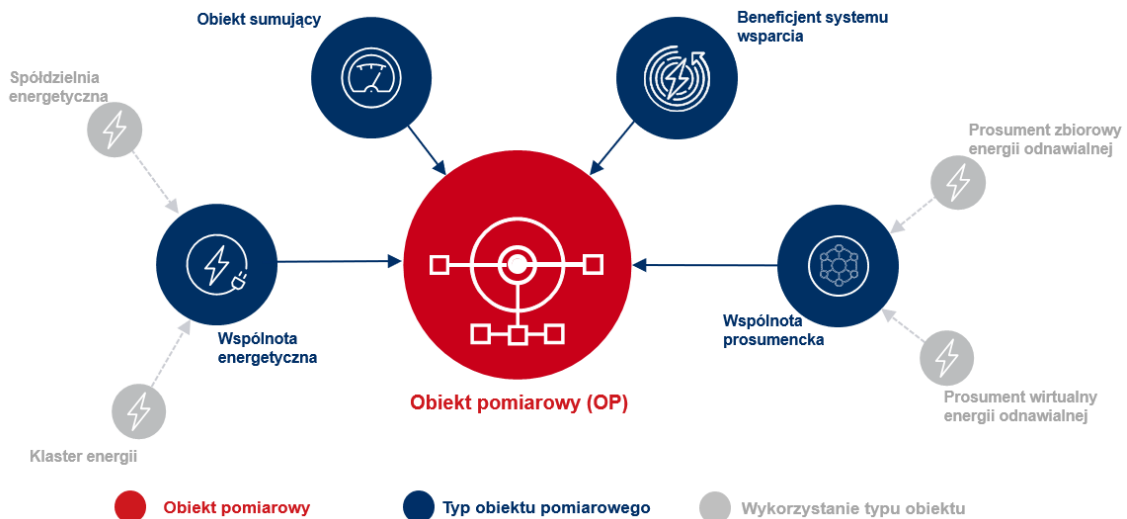 Obiekt sumujący
Beneficjent systemu
wsparcia
Spółdzielnia
energetyczna
Prosument zbiorowy
energii odnawialnej
Wspólnota
energetyczna
Wspólnota
prosumencka
Obiekt pomiarowy (OP)
Prosument wirtualny
energii odnawialnej
Klaster energii
Obiekt pomiarowy
Typ obiektu pomiarowego
Wykorzystanie typu obiektu